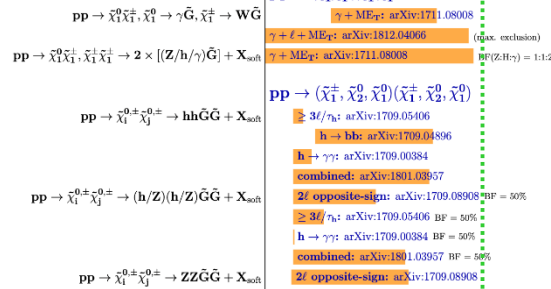 pp → χ̃₁⁰χ̃₁^±, χ̃₁⁰ → γG̃, χ̃₁^± → WG̃
γ + ME_T: arXiv:1711.08008
γ + ℓ + ME_T: arXiv:1812.04066 (max. exclusion)
pp → χ̃₁⁰χ̃₁^±, χ̃₁^±χ̃₁^± → 2 × [(Z/h/γ)G̃] + X_soft
γ + ME_T: arXiv:1711.08008 BF(Z:H:γ) = 1:1:2
pp → (χ̃₁^±, χ̃₂⁰, χ̃₁⁰)(χ̃₁^±, χ̃₂⁰, χ̃₁⁰)
pp → χ̃ᵢ^{0,±}χ̃ⱼ^{0,±} → hhG̃G̃ + X_soft
≥ 3ℓ/τ_h: arXiv:1709.05406
h → bb: arXiv:1709.04896
h → γγ: arXiv:1709.00384
combined: arXiv:1801.03957
pp → χ̃ᵢ^{0,±}χ̃ⱼ^{0,±} → (h/Z)(h/Z)G̃G̃ + X_soft
2ℓ opposite-sign: arXiv:1709.08908 BF = 50%
≥ 3ℓ/τ_h: arXiv:1709.05406 BF = 50%
h → γγ: arXiv:1709.00384 BF = 50%
combined: arXiv:1801.03957 BF = 50%
pp → χ̃ᵢ^{0,±}χ̃ⱼ^{0,±} → ZZG̃G̃ + X_soft
2ℓ opposite-sign: arXiv:1709.08908